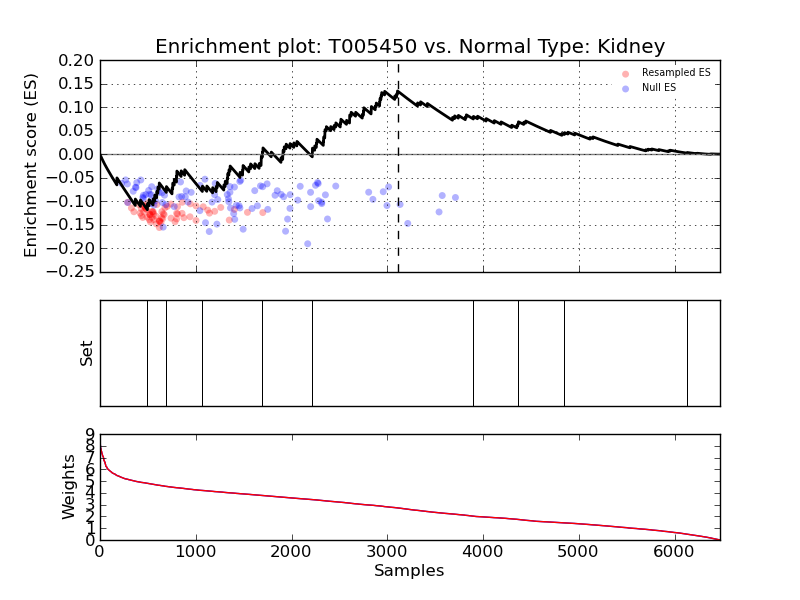 Enrichment plot: T005450 vs. Normal Type: Kidney
Enrichment score (ES)
0.20
0.15
0.10
0.05
0.00
−0.05
−0.10
−0.15
−0.20
−0.25
Resampled ES
Null ES
Set
Weights
9
8
7
6
5
4
3
2
1
0
0 1000 2000 3000 4000 5000 6000
Samples